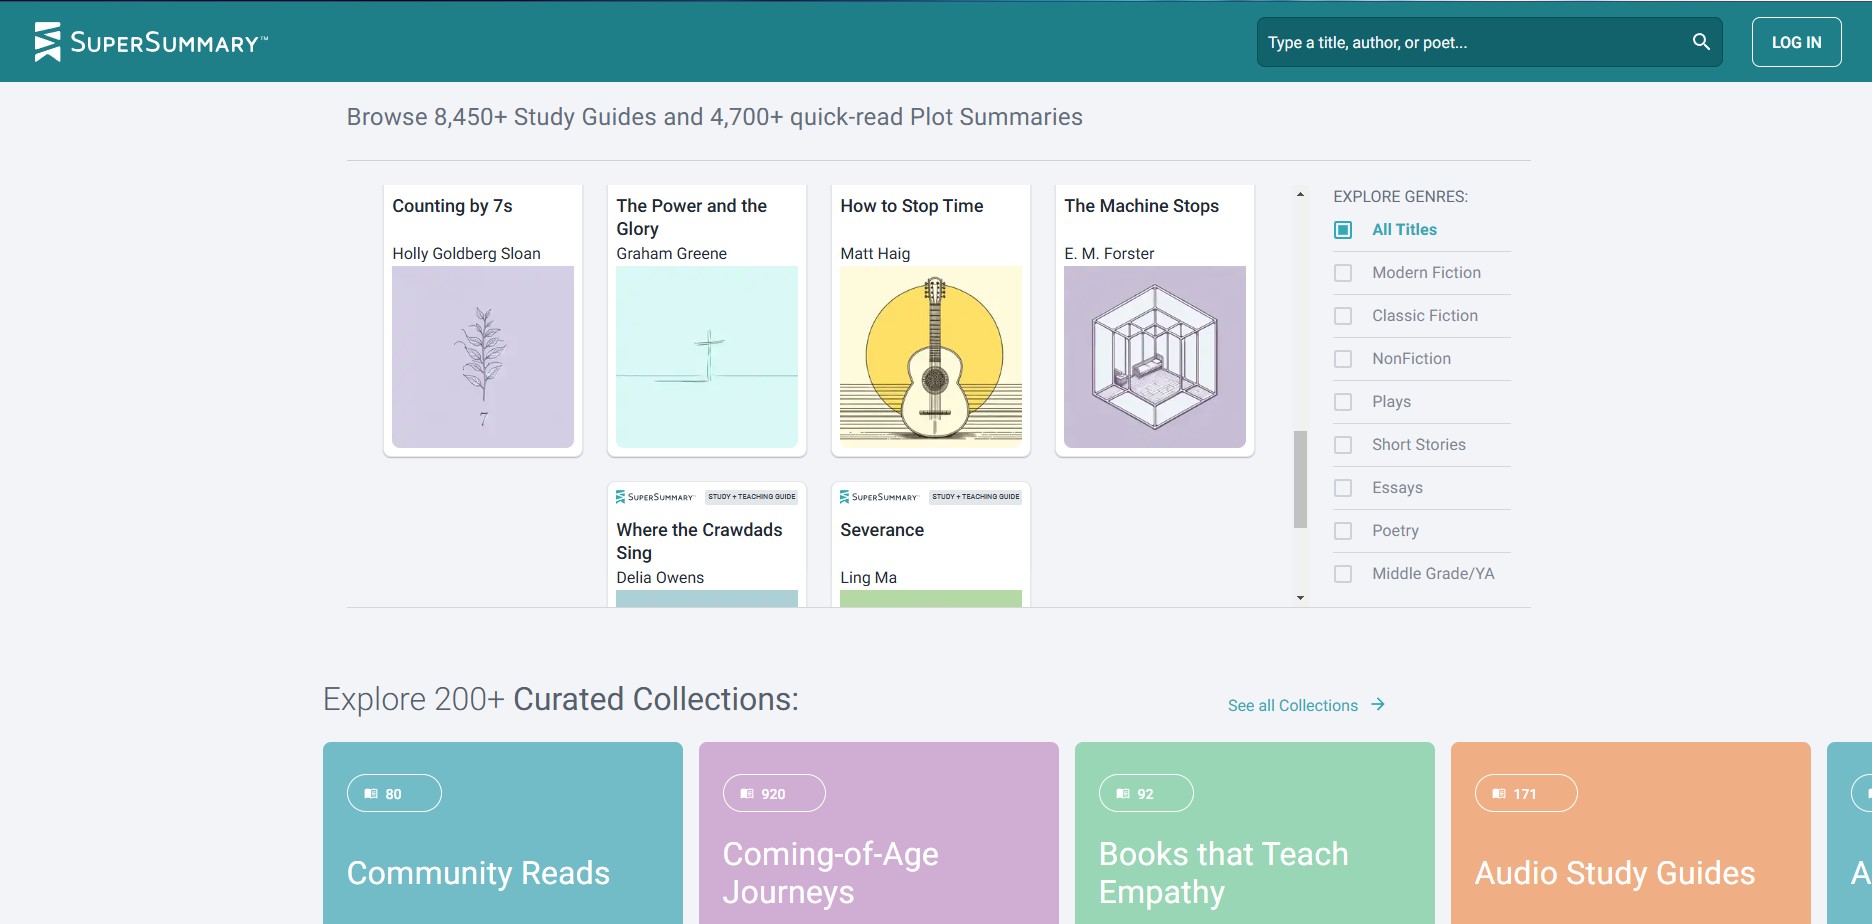 SUPERSUMMARY™
Type a title, author, or poet...
LOG IN
Browse 8,450+ Study Guides and 4,700+ quick-read Plot Summaries
Counting by 7s
Holly Goldberg Sloan
7
The Power and the
Glory
Graham Greene
How to Stop Time
Matt Haig
The Machine Stops
E. M. Forster
SUPERSUMMARY™
STUDY + TEACHING GUIDE
Where the Crawdads
Sing
Delia Owens
SUPERSUMMARY™
STUDY + TEACHING GUIDE
Severance
Ling Ma
EXPLORE GENRES:
All Titles
Modern Fiction
Classic Fiction
NonFiction
Plays
Short Stories
Essays
Poetry
Middle Grade/YA
Explore 200+ Curated Collections:
See all Collections →
80
Community Reads
920
Coming-of-Age
Journeys
92
Books that Teach
Empathy
171
Audio Study Guides
A